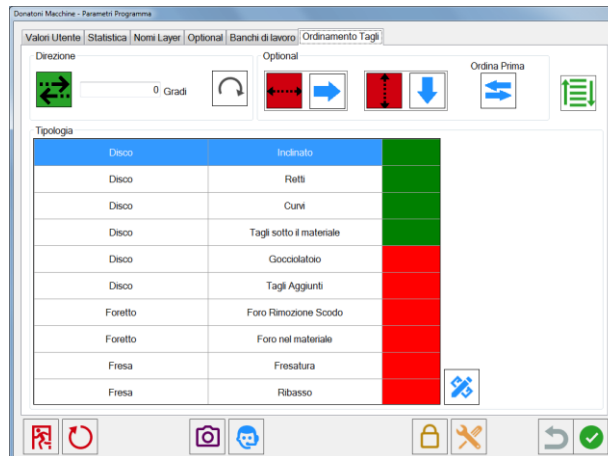 Donatoni Macchine - Parametri Programma
Valori Utente Statistica Nomi Layer Optional Banchi di lavoro Ordinamento Tagli
Direzione
0 Gradi
Optional
Ordina Prima
Tipologia
Disco Inclinato
Disco Retti
Disco Curvi
Disco Tagli sotto il materiale
Disco Gocciolatoio
Disco Tagli Aggiunti
Foretto Foro Rimozione Scodo
Foretto Foro nel materiale
Fresa Fresatura
Fresa Ribasso